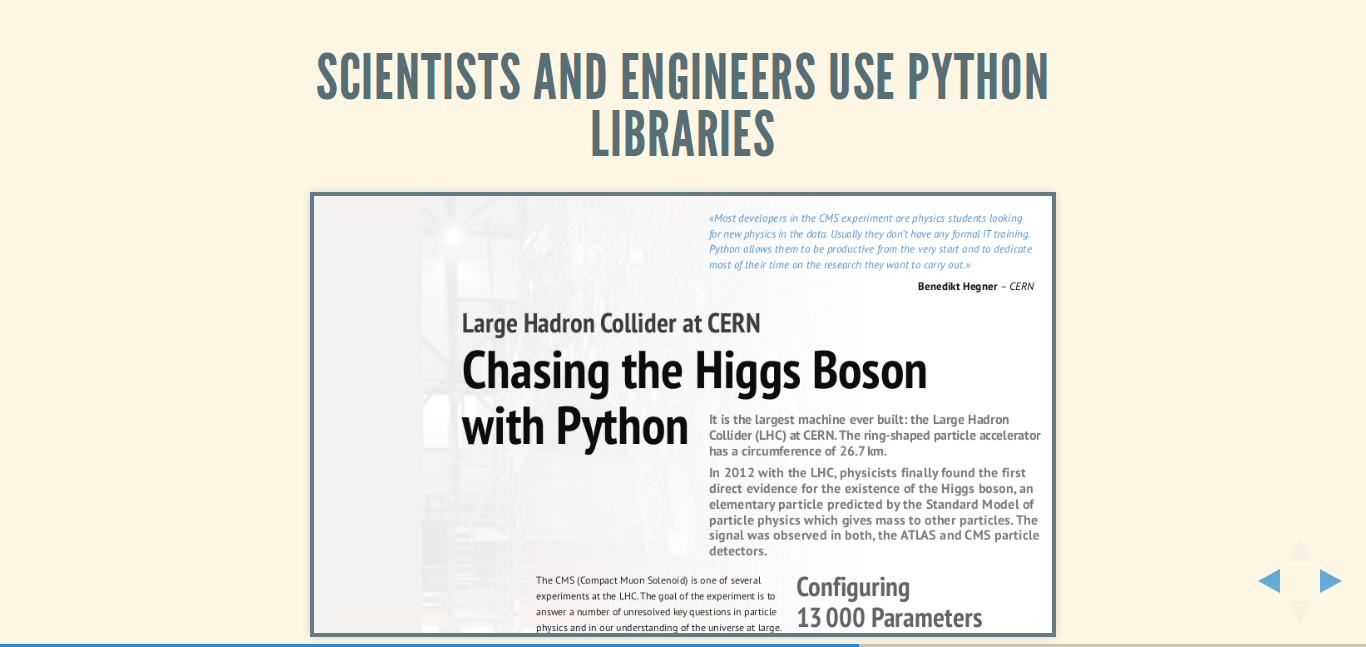 SCIENTISTS AND ENGINEERS USE PYTHON
LIBRARIES
«Most developers in the CMS experiment are physics students looking
for new physics in the data. Usually they don't have any formal IT training.
Python allows them to be productive from the very start and to dedicate
most of their time on the research they want to carry out.»
Benedikt Hegner – CERN
Large Hadron Collider at CERN
Chasing the Higgs Boson
with Python
It is the largest machine ever built: the Large Hadron
Collider (LHC) at CERN. The ring-shaped particle accelerator
has a circumference of 26.7 km.
In 2012 with the LHC, physicists finally found the first
direct evidence for the existence of the Higgs boson, an
elementary particle predicted by the Standard Model of
particle physics which gives mass to other particles. The
signal was observed in both, the ATLAS and CMS particle
detectors.
The CMS (Compact Muon Solenoid) is one of several
experiments at the LHC. The goal of the experiment is to
answer a number of unresolved key questions in particle
physics and in our understanding of the universe at large.
Configuring
13 000 Parameters